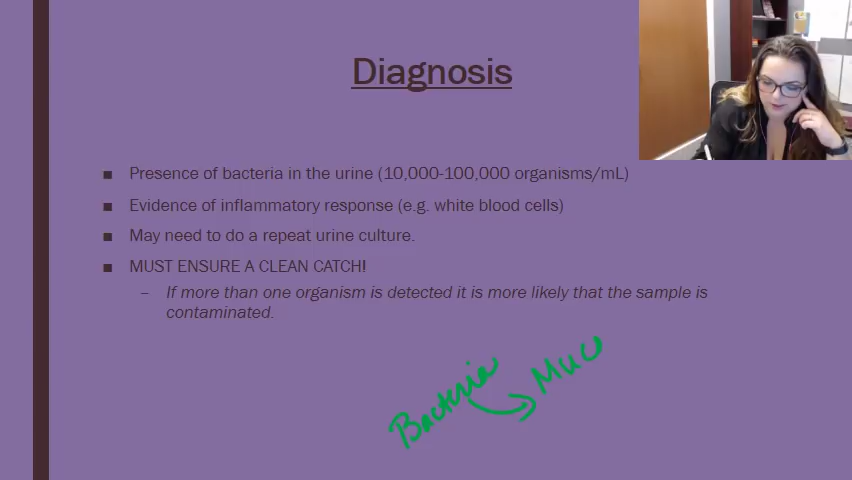 Diagnosis
■ Presence of bacteria in the urine (10,000-100,000 organisms/mL)
■ Evidence of inflammatory response (e.g. white blood cells)
■ May need to do a repeat urine culture.
■ MUST ENSURE A CLEAN CATCH!
– If more than one organism is detected it is more likely that the sample is
contaminated.
Bacteria
Muc